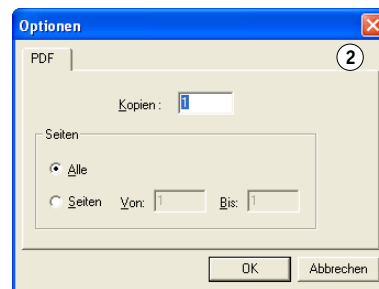 Optionen
PDF
2
Kopien : 1
Seiten
Alle
Seiten Von: 1 Bis: 1
OK Abbrechen